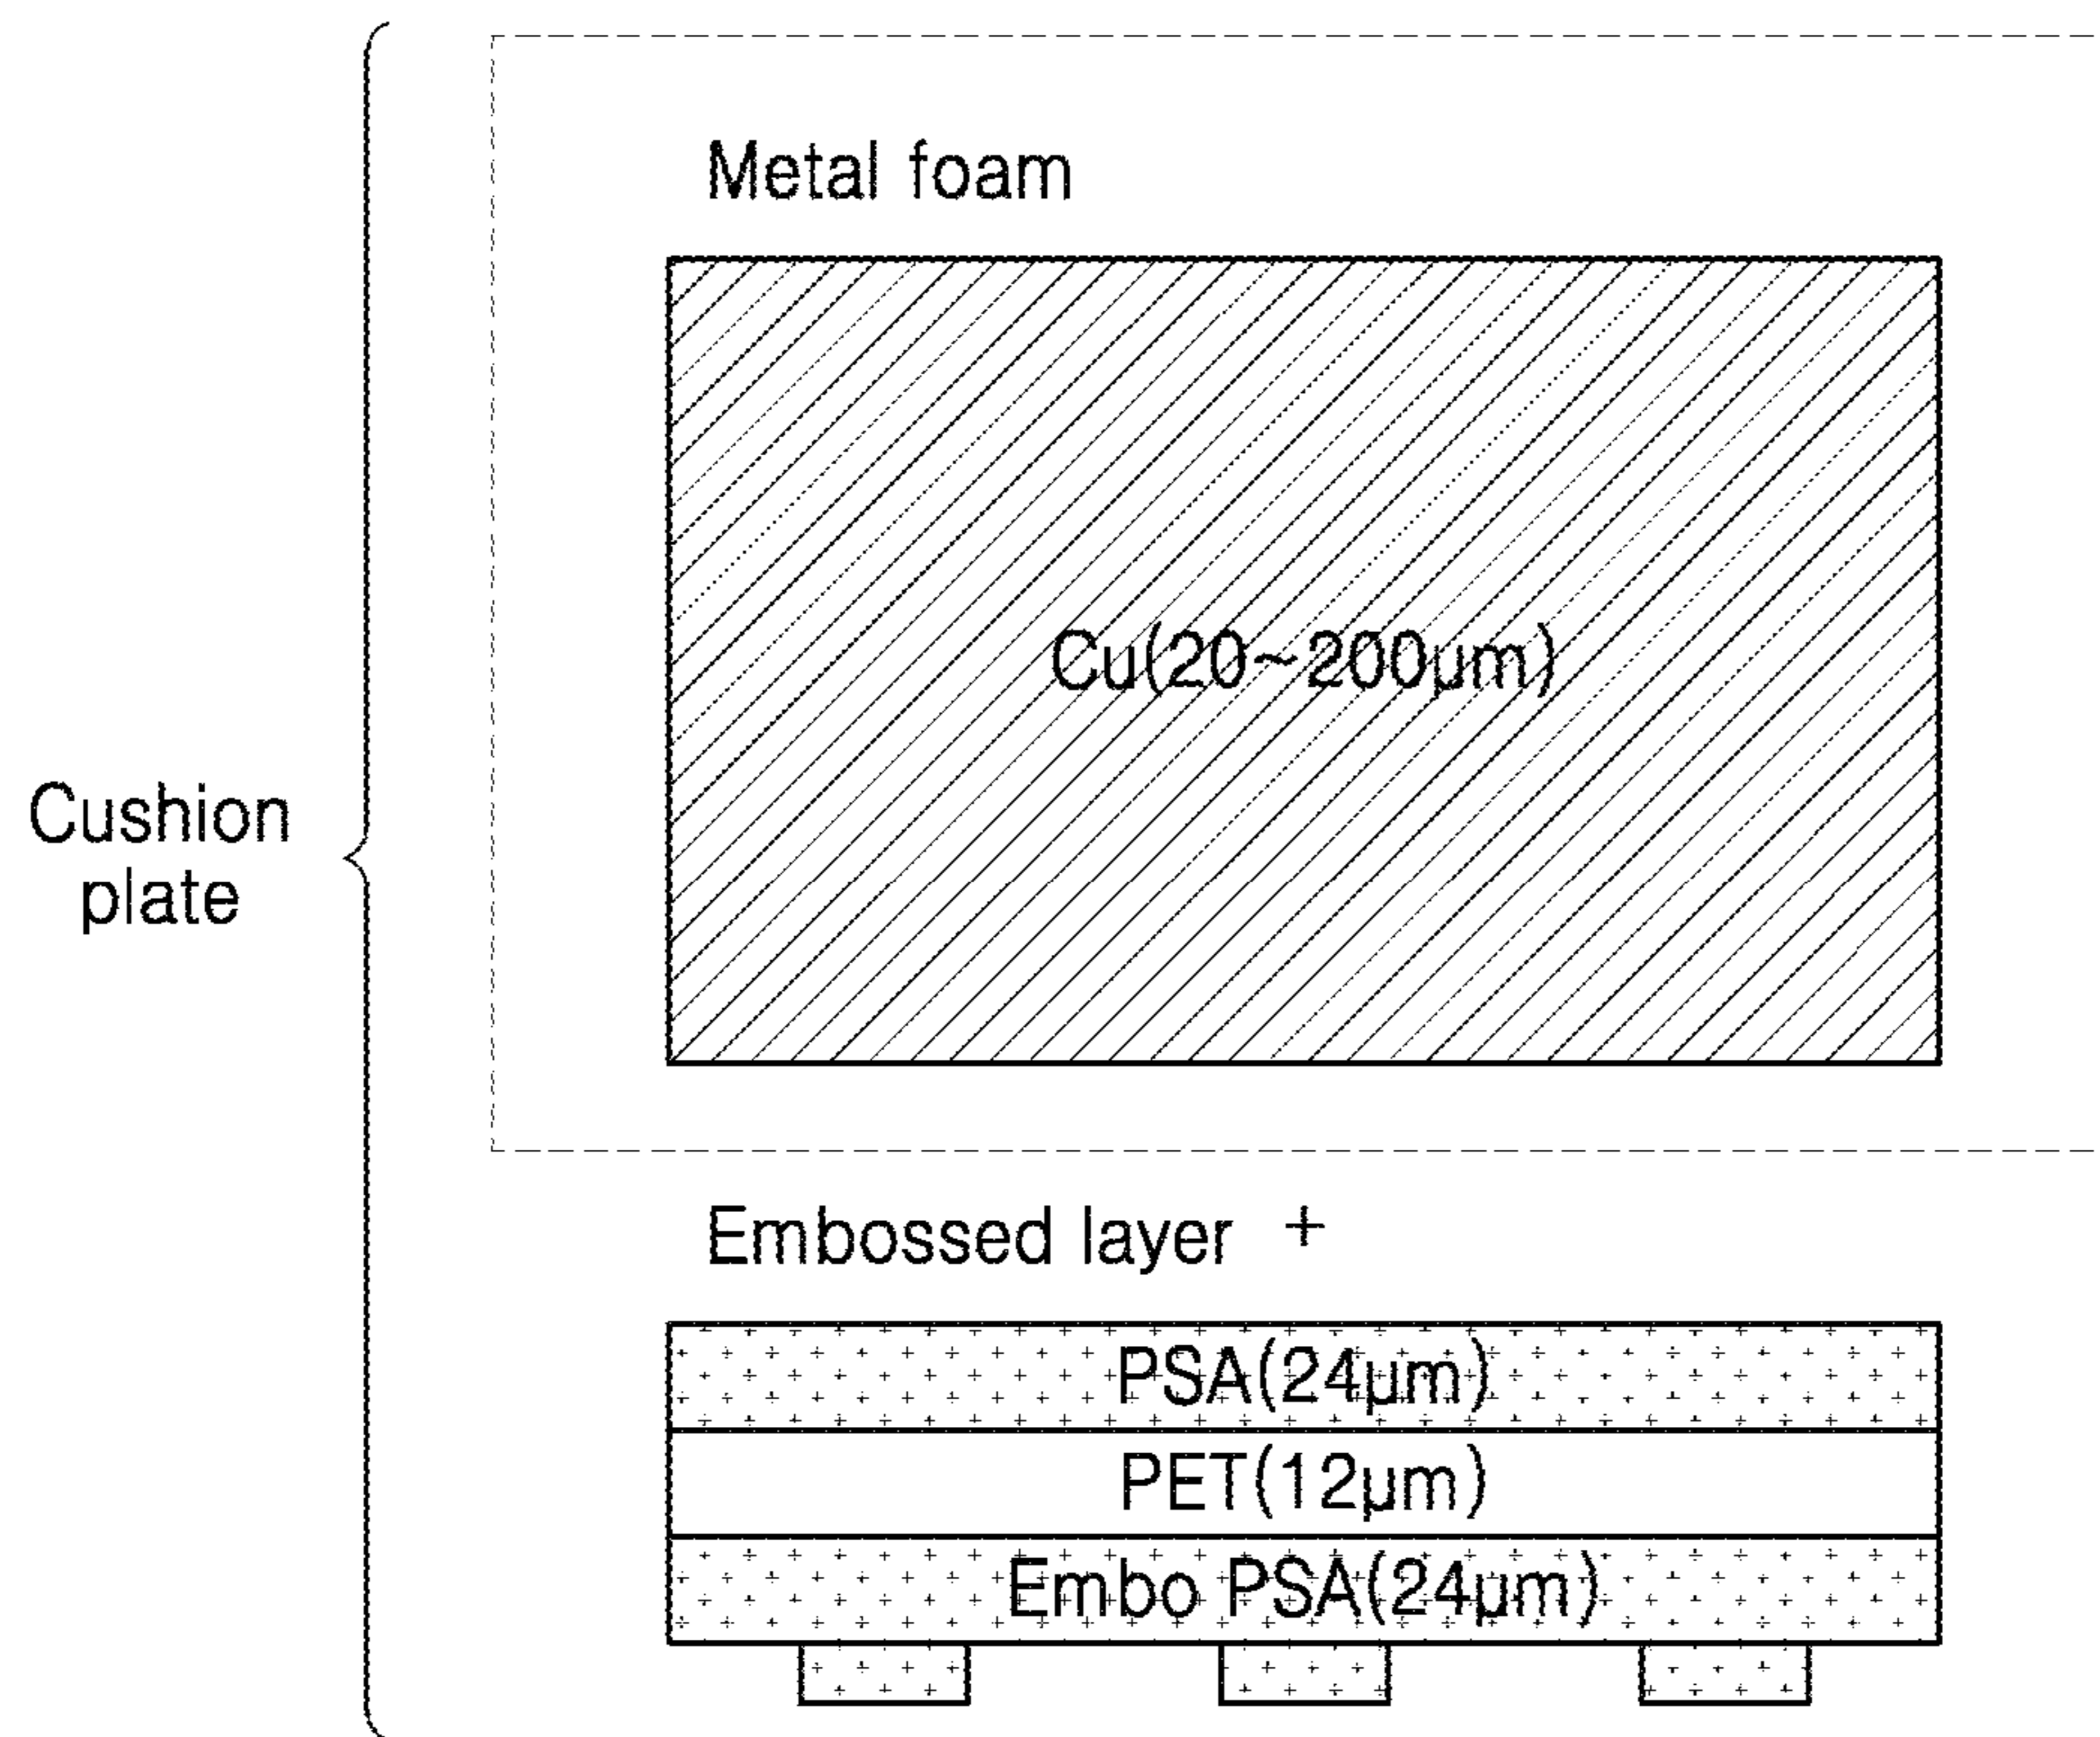 Metal foam
Cu(20~200μm)
Cushion
plate
Embossed layer +
PSA(24μm)
PET(12μm)
Embo PSA(24μm)